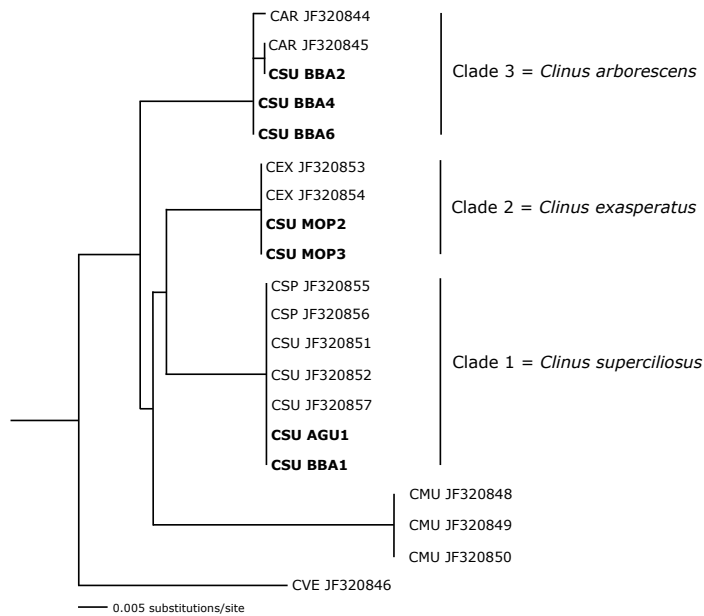 CAR JF320844
CAR JF320845
CSU BBA2
CSU BBA4
CSU BBA6
Clade 3 = Clinus arborescens
CEX JF320853
CEX JF320854
CSU MOP2
CSU MOP3
Clade 2 = Clinus exasperatus
CSP JF320855
CSP JF320856
CSU JF320851
CSU JF320852
CSU JF320857
CSU AGU1
CSU BBA1
Clade 1 = Clinus superciliosus
CMU JF320848
CMU JF320849
CMU JF320850
CVE JF320846
0.005 substitutions/site